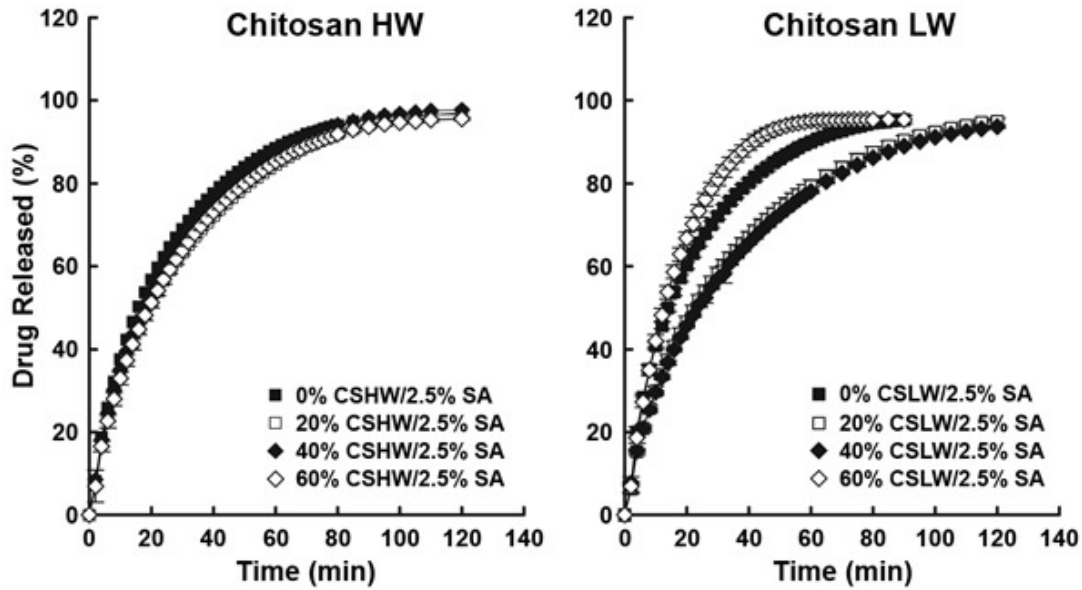 Chitosan HW
120
100
80
60
40
20
0
Drug Released (%)
0% CSHW/2.5% SA
20% CSHW/2.5% SA
40% CSHW/2.5% SA
60% CSHW/2.5% SA
0 20 40 60 80 100 120 140
Time (min)
Chitosan LW
120
100
80
60
40
20
0
0% CSLW/2.5% SA
20% CSLW/2.5% SA
40% CSLW/2.5% SA
60% CSLW/2.5% SA
0 20 40 60 80 100 120 140
Time (min)